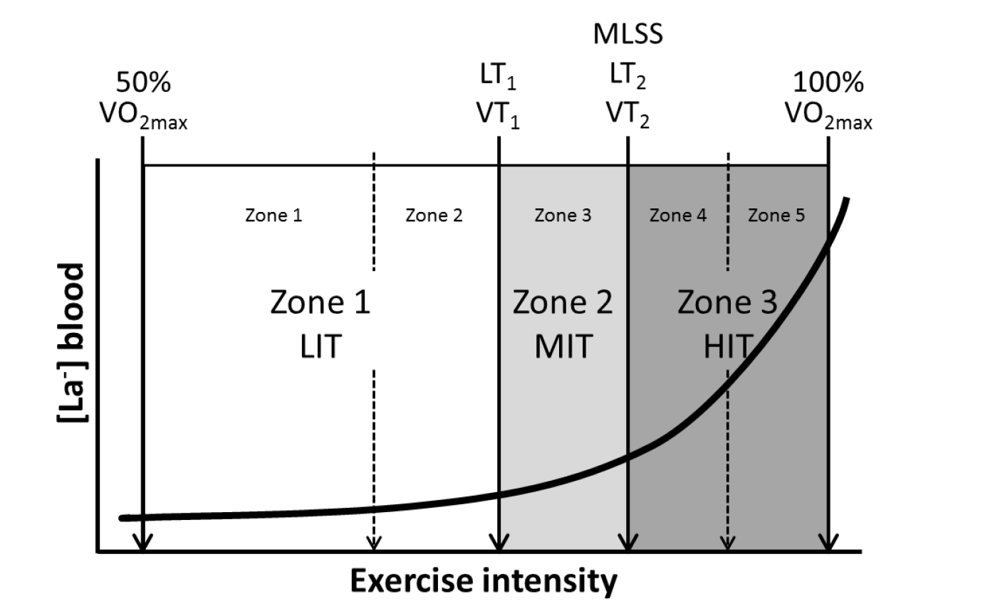 MLSS
50%
LT₁
LT₂
100%
VO₂max
VT₁
VT₂
VO₂max
Zone 1
Zone 2
Zone 3
Zone 4
Zone 5
Zone 1
LIT
Zone 2
MIT
Zone 3
HIT
[La⁻] blood
Exercise intensity